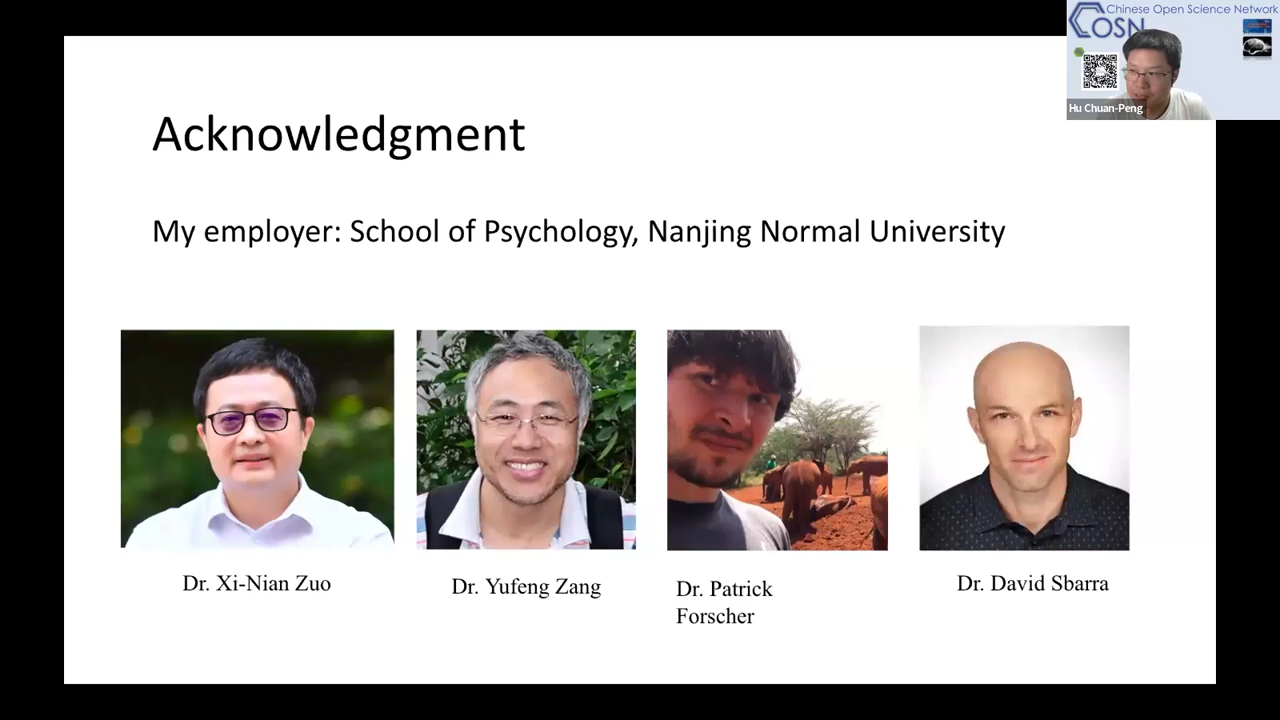 Chinese Open Science Network
COSN
Hu Chuan-Peng
Acknowledgment
My employer: School of Psychology, Nanjing Normal University
Dr. Xi-Nian Zuo
Dr. Yufeng Zang
Dr. Patrick
Forscher
Dr. David Sbarra